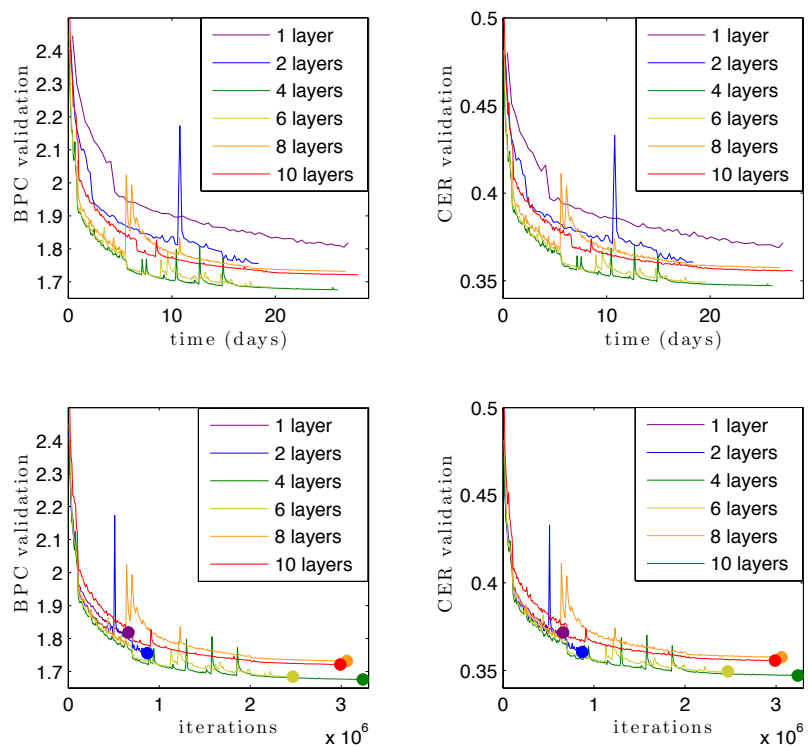 2.4
2.3
2.2
2.1
2
1.9
1.8
1.7
BPC validation
0 10 20
time (days)
1 layer
2 layers
4 layers
6 layers
8 layers
10 layers
0.5
0.45
0.4
0.35
CER validation
0 10 20
time (days)
1 layer
2 layers
4 layers
6 layers
8 layers
10 layers
2.4
2.3
2.2
2.1
2
1.9
1.8
1.7
BPC validation
0 1 2 3
iterations
x 10^6
1 layer
2 layers
4 layers
6 layers
8 layers
10 layers
0.5
0.45
0.4
0.35
CER validation
0 1 2 3
iterations
x 10^6
1 layer
2 layers
4 layers
6 layers
8 layers
10 layers